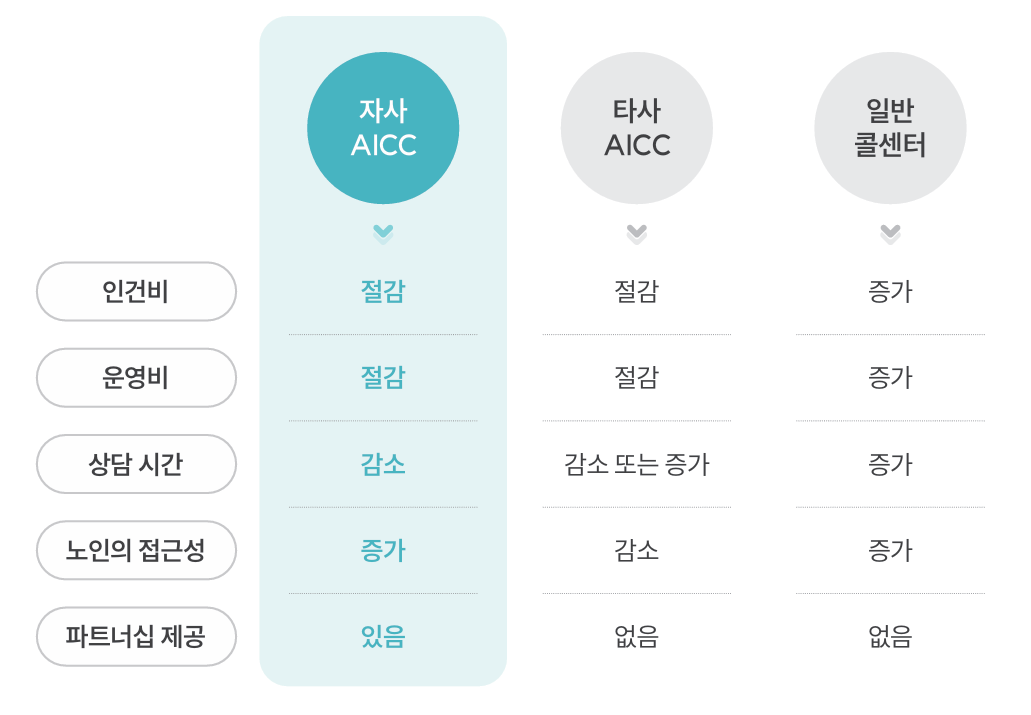 자사
AICC
타사
AICC
일반
콜센터
인건비
절감
절감
증가
운영비
절감
절감
증가
상담 시간
감소
감소 또는 증가
증가
노인의 접근성
증가
감소
증가
파트너십 제공
있음
없음
없음